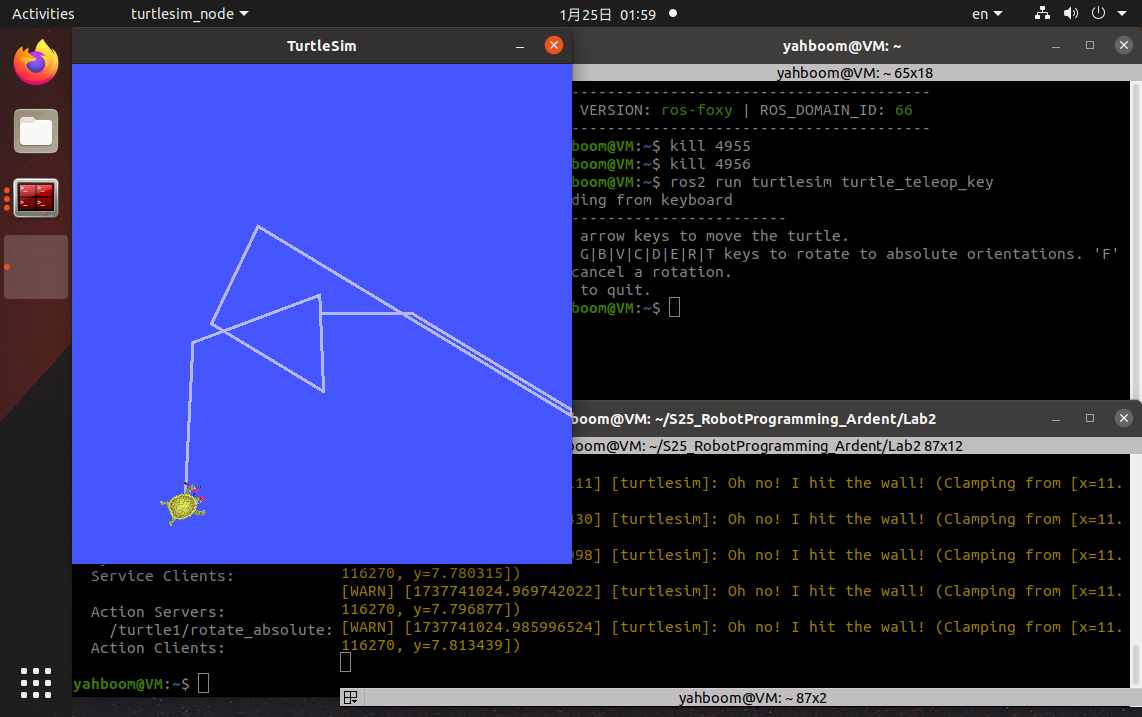 Activities
turtlesim_node
1月25日 01:59
en
TurtleSim
yahboom@VM: ~
yahboom@VM: ~ 65x18
----------------------------------------
VERSION: ros-foxy | ROS_DOMAIN_ID: 66
----------------------------------------
boom@VM:~$ kill 4955
boom@VM:~$ kill 4956
boom@VM:~$ ros2 run turtlesim turtle_teleop_key
ding from keyboard
------------------------
arrow keys to move the turtle.
G|B|V|C|D|E|R|T keys to rotate to absolute orientations. 'F'
cancel a rotation.
to quit.
boom@VM:~$
boom@VM: ~/S25_RobotProgramming_Ardent/Lab2
boom@VM: ~/S25_RobotProgramming_Ardent/Lab2 87x12
11] [turtlesim]: Oh no! I hit the wall! (Clamping from [x=11.
30] [turtlesim]: Oh no! I hit the wall! (Clamping from [x=11.
98] [turtlesim]: Oh no! I hit the wall! (Clamping from [x=11.
116270, y=7.780315])
[WARN] [1737741024.969742022] [turtlesim]: Oh no! I hit the wall! (Clamping from [x=11.
116270, y=7.796877])
[WARN] [1737741024.985996524] [turtlesim]: Oh no! I hit the wall! (Clamping from [x=11.
116270, y=7.813439])
Service Clients:
Action Servers:
/turtle1/rotate_absolute:
Action Clients:
yahboom@VM:~$
yahboom@VM: ~ 87x2